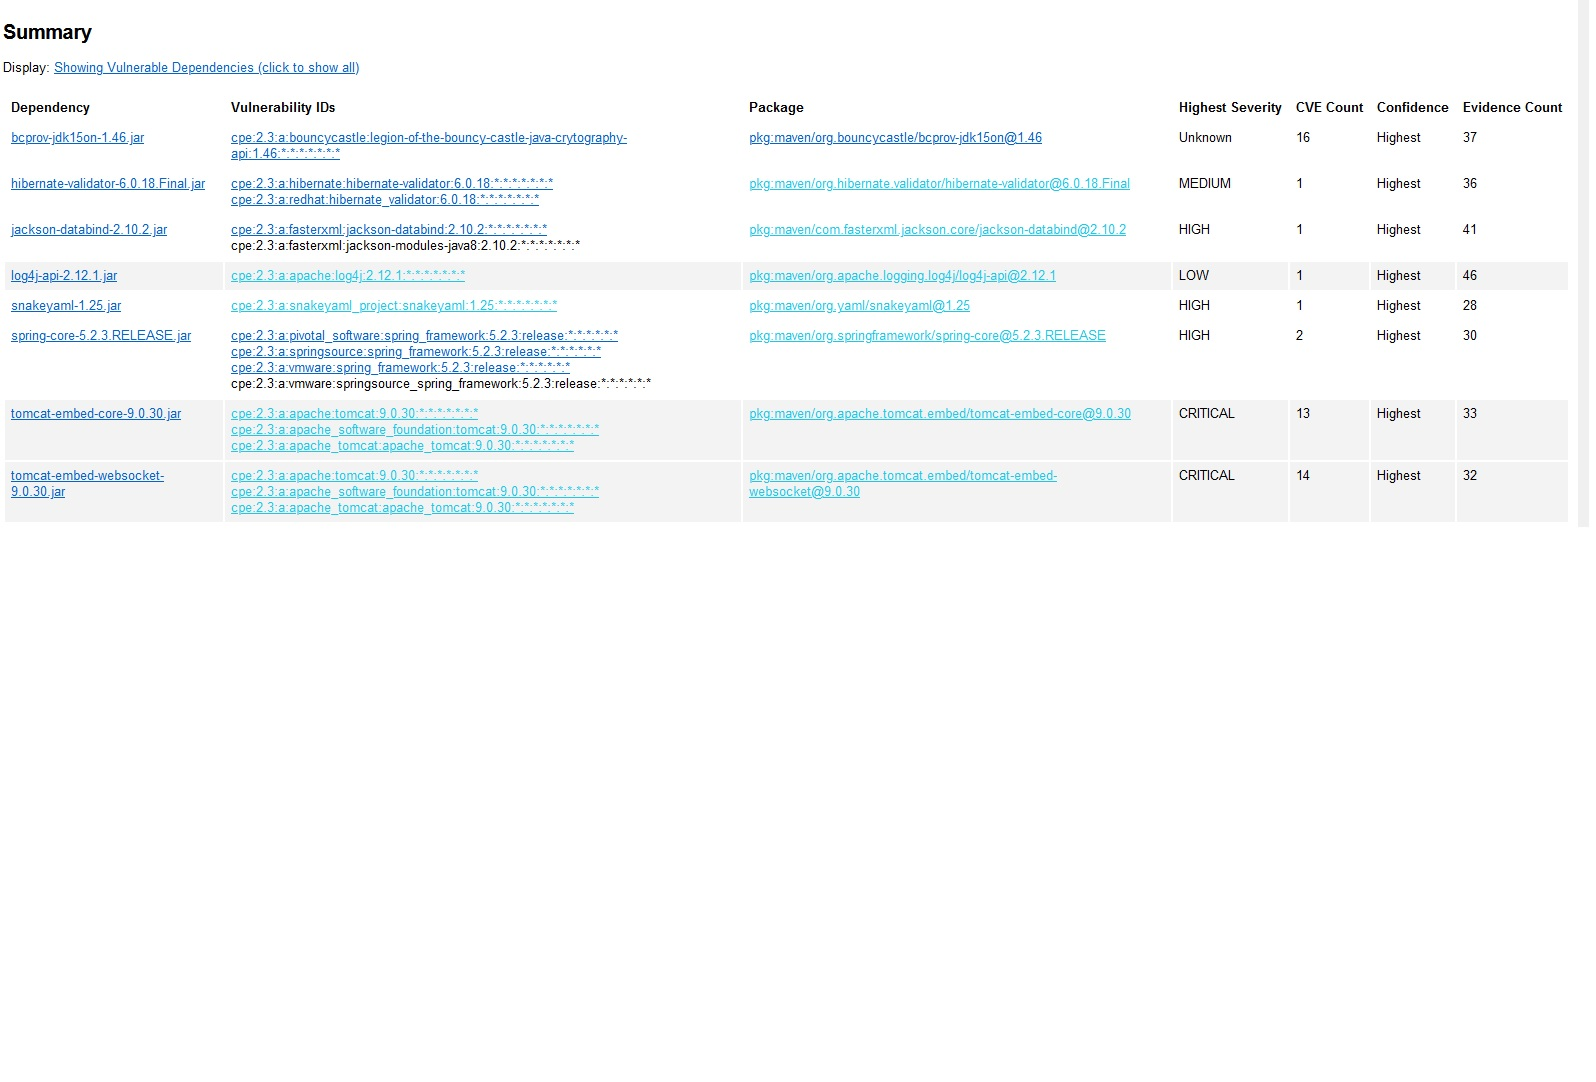 Summary
Display: Showing Vulnerable Dependencies (click to show all)
Dependency Vulnerability IDs Package Highest Severity CVE Count Confidence Evidence Count
bcprov-jdk15on-1.46.jar cpe:2.3:a:bouncycastle:legion-of-the-bouncy-castle-java-crytography- pkg:maven/org.bouncycastle/bcprov-jdk15on@1.46 Unknown 16 Highest 37
api:1.46:*:*:*:*:*:*:*
hibernate-validator-6.0.18.Final.jar cpe:2.3:a:hibernate:hibernate-validator:6.0.18:*:*:*:*:*:*:* pkg:maven/org.hibernate.validator/hibernate-validator@6.0.18.Final MEDIUM 1 Highest 36
cpe:2.3:a:redhat:hibernate_validator:6.0.18:*:*:*:*:*:*:*
jackson-databind-2.10.2.jar cpe:2.3:a:fasterxml:jackson-databind:2.10.2:*:*:*:*:*:*:* pkg:maven/com.fasterxml.jackson.core/jackson-databind@2.10.2 HIGH 1 Highest 41
cpe:2.3:a:fasterxml:jackson-modules-java8:2.10.2:*:*:*:*:*:*:*
log4j-api-2.12.1.jar cpe:2.3:a:apache:log4j:2.12.1:*:*:*:*:*:*:* pkg:maven/org.apache.logging.log4j/log4j-api@2.12.1 LOW 1 Highest 46
snakeyaml-1.25.jar cpe:2.3:a:snakeyaml_project:snakeyaml:1.25:*:*:*:*:*:*:* pkg:maven/org.yaml/snakeyaml@1.25 HIGH 1 Highest 28
spring-core-5.2.3.RELEASE.jar cpe:2.3:a:pivotal_software:spring_framework:5.2.3:release:*:*:*:*:*:* pkg:maven/org.springframework/spring-core@5.2.3.RELEASE HIGH 2 Highest 30
cpe:2.3:a:springsource:spring_framework:5.2.3:release:*:*:*:*:*:*
cpe:2.3:a:vmware:spring_framework:5.2.3:release:*:*:*:*:*:*
cpe:2.3:a:vmware:springsource_spring_framework:5.2.3:release:*:*:*:*:*:*
tomcat-embed-core-9.0.30.jar cpe:2.3:a:apache:tomcat:9.0.30:*:*:*:*:*:*:* pkg:maven/org.apache.tomcat.embed/tomcat-embed-core@9.0.30 CRITICAL 13 Highest 33
cpe:2.3:a:apache_software_foundation:tomcat:9.0.30:*:*:*:*:*:*:*
cpe:2.3:a:apache_tomcat:apache_tomcat:9.0.30:*:*:*:*:*:*:*
tomcat-embed-websocket- cpe:2.3:a:apache:tomcat:9.0.30:*:*:*:*:*:*:* pkg:maven/org.apache.tomcat.embed/tomcat-embed- CRITICAL 14 Highest 32
9.0.30.jar cpe:2.3:a:apache_software_foundation:tomcat:9.0.30:*:*:*:*:*:*:* websocket@9.0.30
cpe:2.3:a:apache_tomcat:apache_tomcat:9.0.30:*:*:*:*:*:*:*